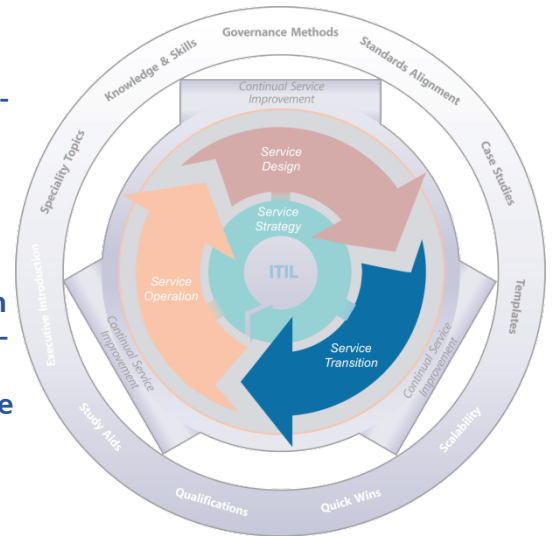 Governance Methods
Knowledge & Skills
Standards Alignment
Speciality Topics
Case Studies
Executive Introduction
Templates
Study Aids
Scalability
Qualifications
Quick Wins
Continual Service
Improvement
Service
Design
Service
Strategy
ITIL
Service
Operation
Service
Transition
Continual Service
Improvement
Continual Service
Improvement